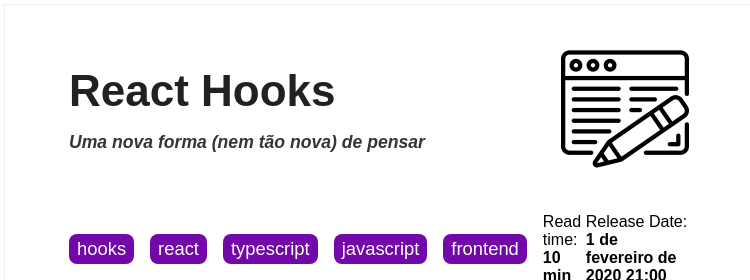 React Hooks
Uma nova forma (nem tão nova) de pensar
hooks react typescript javascript frontend
Read time: 10 min
Release Date: 1 de fevereiro de 2020 21:00